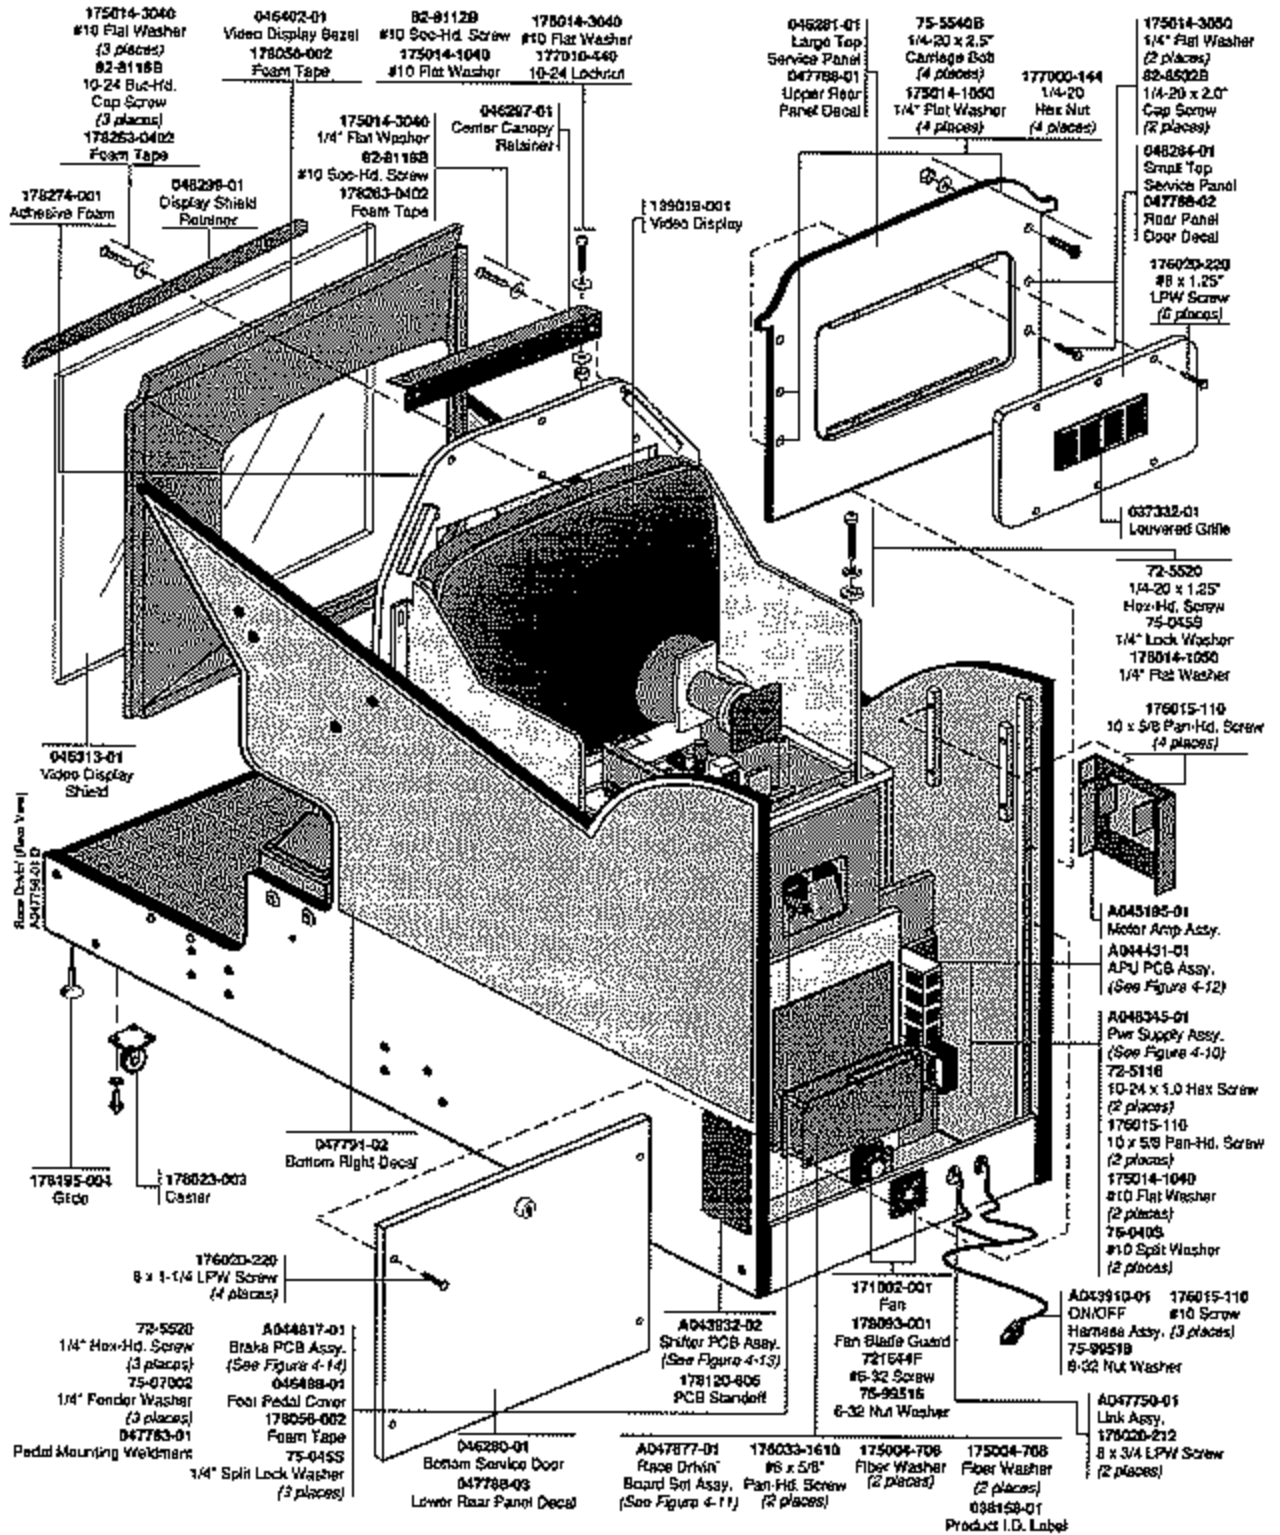 175014-3040
#10 Flat Washer
(3 places)
82-8116B
10-24 But-Hd.
Cap Screw
(3 places)
178263-0402
Foam Tape
046402-01
Video Display Bezel
178056-002
Foam Tape
82-8112B
#10 Soc-Hd. Screw
175014-1040
#10 Flat Washer
175014-3040
#10 Flat Washer
177010-440
10-24 Locknut
046297-01
Center Canopy
Retainer
175014-3040
1/4" Flat Washer
82-8116B
#10 Soc-Hd. Screw
178263-0402
Foam Tape
178274-001
Adhesive Foam
046299-01
Display Shield
Retainer
139019-001
Video Display
046281-01
Large Top
Service Panel
047788-01
Upper Rear
Panel Decal
75-5540B
1/4-20 x 2.5"
Carriage Bolt
(4 places)
175014-1050
1/4" Flat Washer
(4 places)
177000-144
1/4-20
Hex Nut
(4 places)
175014-3050
1/4" Flat Washer
(2 places)
82-8532B
1/4-20 x 2.0"
Cap Screw
(2 places)
046284-01
Small Top
Service Panel
047788-02
Rear Panel
Door Decal
176020-220
#8 x 1.25"
LPW Screw
(6 places)
037332-01
Louvered Grille
72-5520
1/4-20 x 1.25"
Hex-Hd. Screw
75-045S
1/4" Lock Washer
175014-1050
1/4" Flat Washer
176015-110
10 x 5/8 Pan-Hd. Screw
(4 places)
046313-01
Video Display
Shield
Race Drivin' (Rear View)
A047756-01 D
A045195-01
Motor Amp Assy.
A044431-01
APU PCB Assy.
(See Figure 4-12)
A046345-01
Pwr Supply Assy.
(See Figure 4-10)
72-5116
10-24 x 1.0 Hex Screw
(2 places)
176015-110
10 x 5/8 Pan-Hd. Screw
(2 places)
175014-1040
#10 Flat Washer
(2 places)
75-040S
#10 Split Washer
(2 places)
047791-02
Bottom Right Decal
178195-004
Glide
178023-003
Caster
176020-220
8 x 1-1/4 LPW Screw
(4 places)
171002-001
Fan
178093-001
Fan Blade Guard
721644F
#6-32 Screw
75-99516
6-32 Nut Washer
A043910-01
ON/OFF
Harness Assy.
75-9951B
6-32 Nut Washer
176015-110
#10 Screw
(3 places)
A043932-02
Shifter PCB Assy.
(See Figure 4-13)
178120-606
PCB Standoff
72-5520
1/4" Hex-Hd. Screw
(3 places)
75-07002
1/4" Fender Washer
(3 places)
047783-01
Pedal Mounting Weldment
A044817-01
Brake PCB Assy.
(See Figure 4-14)
046488-01
Foot Pedal Cover
178056-002
Foam Tape
75-045S
1/4" Split Lock Washer
(3 places)
A047750-01
Link Assy.
176020-212
8 x 3/4 LPW Screw
(2 places)
046280-01
Bottom Service Door
047788-03
Lower Rear Panel Decal
A047877-01
Race Drivin'
Board Set Assy.
(See Figure 4-11)
176033-1610
#6 x 5/8"
Pan-Hd. Screw
(2 places)
175004-708
Fiber Washer
(2 places)
175004-708
Fiber Washer
(2 places)
038158-01
Product I.D. Label